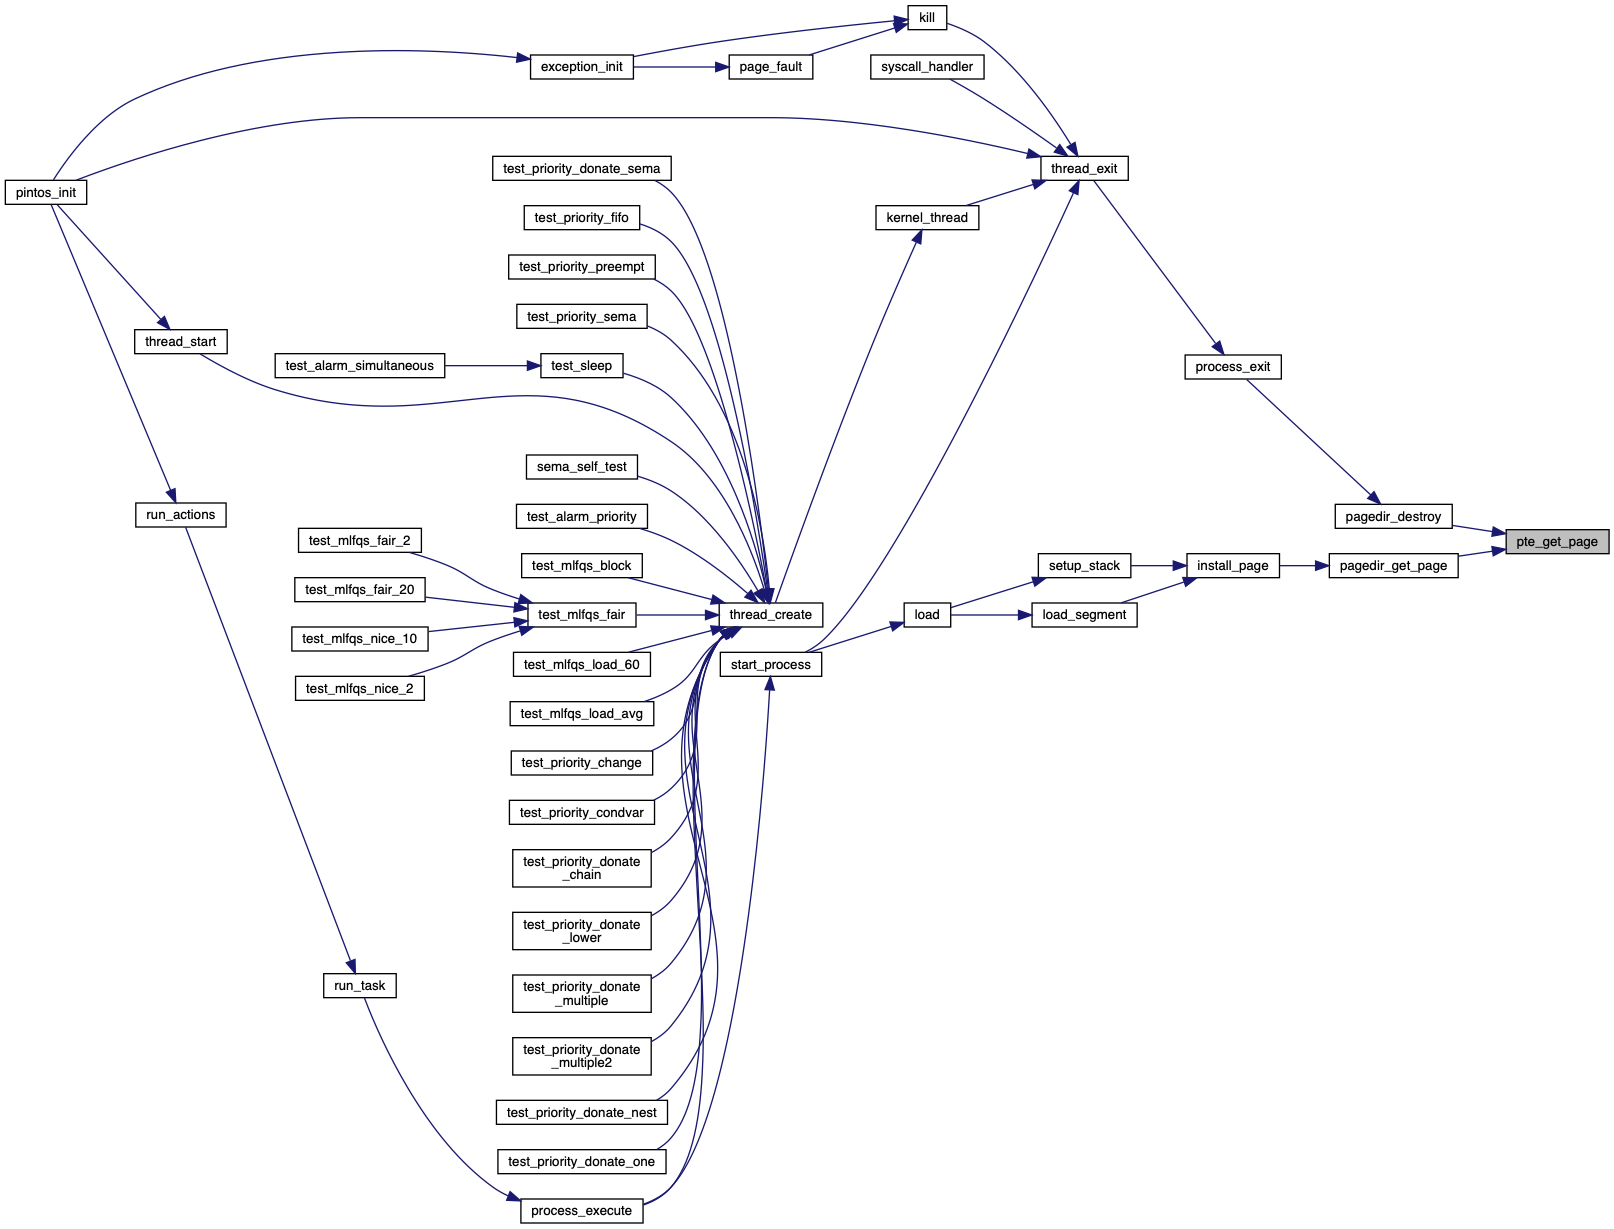 kill
exception_init
page_fault
syscall_handler
test_priority_donate_sema
thread_exit
pintos_init
test_priority_fifo
kernel_thread
test_priority_preempt
test_priority_sema
thread_start
test_alarm_simultaneous
test_sleep
process_exit
sema_self_test
run_actions
test_alarm_priority
pagedir_destroy
test_mlfqs_fair_2
pte_get_page
test_mlfqs_block
setup_stack
install_page
pagedir_get_page
test_mlfqs_fair_20
test_mlfqs_fair
thread_create
load
load_segment
test_mlfqs_nice_10
test_mlfqs_load_60
start_process
test_mlfqs_nice_2
test_mlfqs_load_avg
test_priority_change
test_priority_condvar
test_priority_donate
_chain
test_priority_donate
_lower
run_task
test_priority_donate
_multiple
test_priority_donate
_multiple2
test_priority_donate_nest
test_priority_donate_one
process_execute